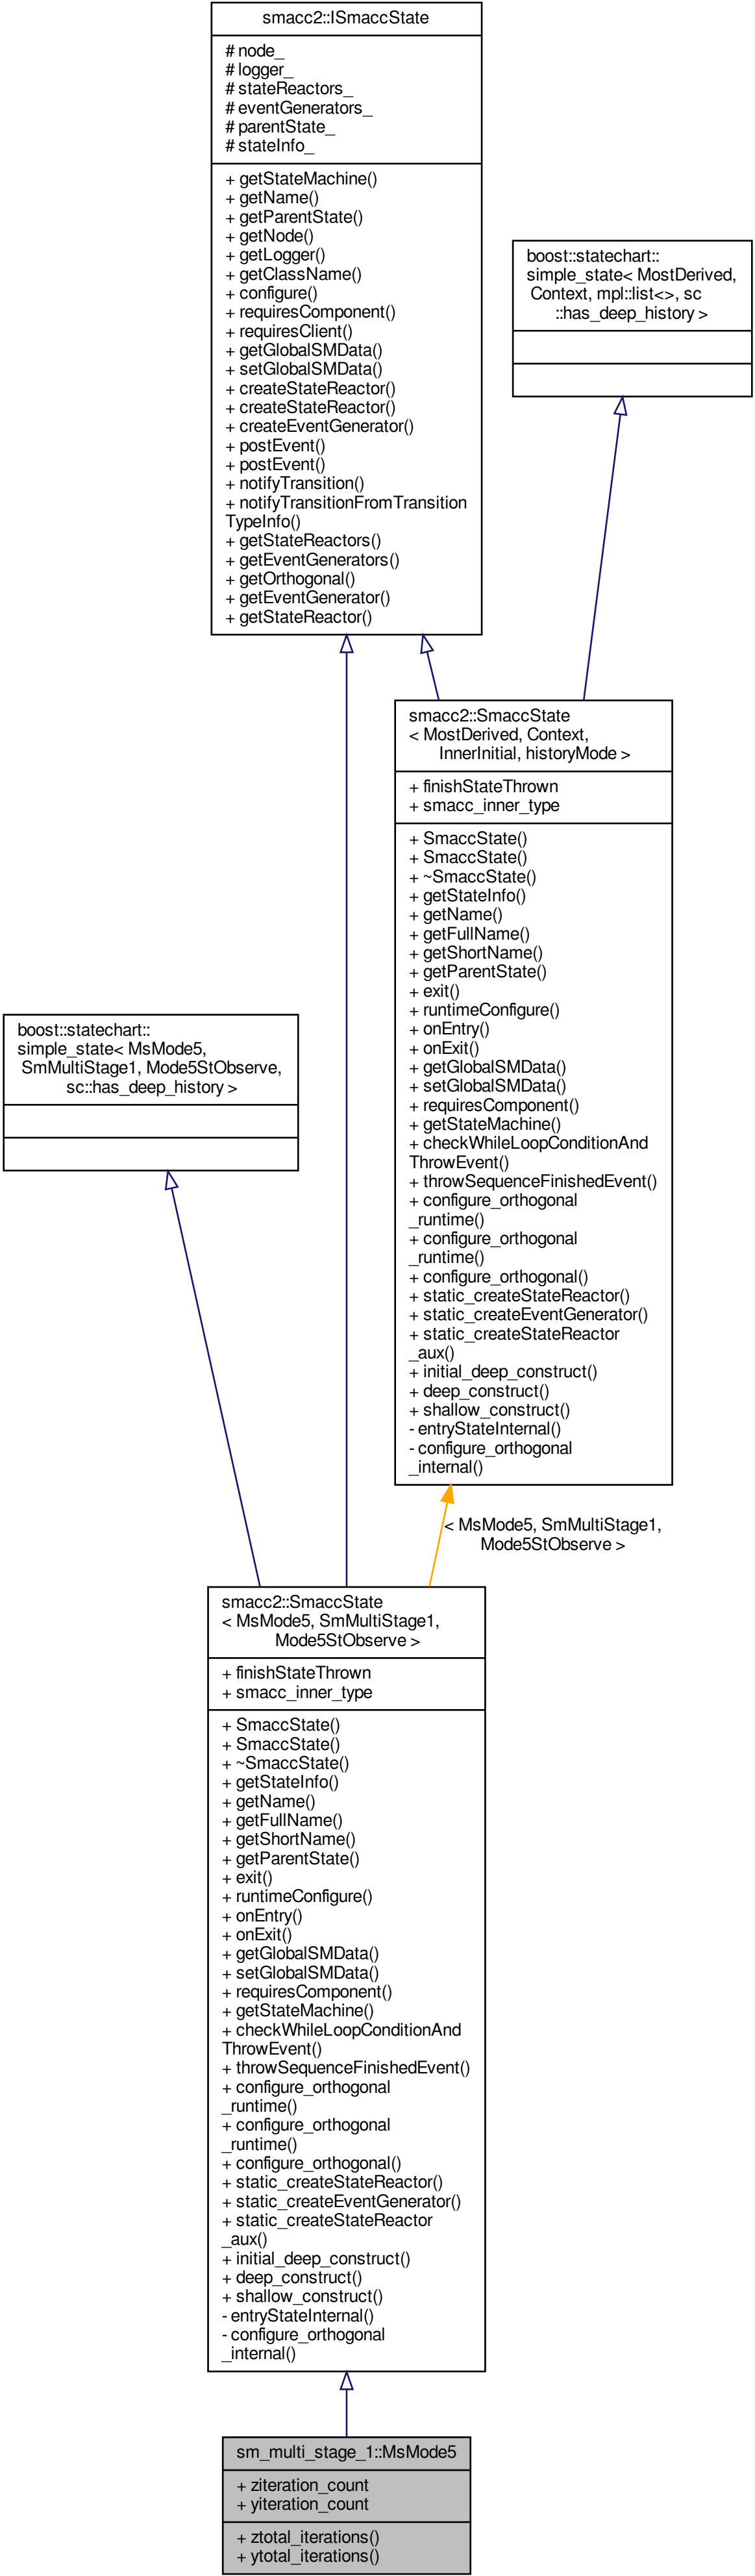 smacc2::ISmaccState
# node_
# logger_
# stateReactors_
# eventGenerators_
# parentState_
# stateInfo_
+ getStateMachine()
+ getName()
+ getParentState()
+ getNode()
+ getLogger()
+ getClassName()
+ configure()
+ requiresComponent()
+ requiresClient()
+ getGlobalSMData()
+ setGlobalSMData()
+ createStateReactor()
+ createStateReactor()
+ createEventGenerator()
+ postEvent()
+ postEvent()
+ notifyTransition()
+ notifyTransitionFromTransition
TypeInfo()
+ getStateReactors()
+ getEventGenerators()
+ getOrthogonal()
+ getEventGenerator()
+ getStateReactor()
boost::statechart::
simple_state< MostDerived,
Context, mpl::list<>, sc
::has_deep_history >
smacc2::SmaccState
< MostDerived, Context,
InnerInitial, historyMode >
+ finishStateThrown
+ smacc_inner_type
+ SmaccState()
+ SmaccState()
+ ~SmaccState()
+ getStateInfo()
+ getName()
+ getFullName()
+ getShortName()
+ getParentState()
+ exit()
+ runtimeConfigure()
+ onEntry()
+ onExit()
+ getGlobalSMData()
+ setGlobalSMData()
+ requiresComponent()
+ getStateMachine()
+ checkWhileLoopConditionAnd
ThrowEvent()
+ throwSequenceFinishedEvent()
+ configure_orthogonal
_runtime()
+ configure_orthogonal
_runtime()
+ configure_orthogonal()
+ static_createStateReactor()
+ static_createEventGenerator()
+ static_createStateReactor
_aux()
+ initial_deep_construct()
+ deep_construct()
+ shallow_construct()
- entryStateInternal()
- configure_orthogonal
_internal()
boost::statechart::
simple_state< MsMode5,
SmMultiStage1, Mode5StObserve,
sc::has_deep_history >
< MsMode5, SmMultiStage1,
Mode5StObserve >
smacc2::SmaccState
< MsMode5, SmMultiStage1,
Mode5StObserve >
+ finishStateThrown
+ smacc_inner_type
+ SmaccState()
+ SmaccState()
+ ~SmaccState()
+ getStateInfo()
+ getName()
+ getFullName()
+ getShortName()
+ getParentState()
+ exit()
+ runtimeConfigure()
+ onEntry()
+ onExit()
+ getGlobalSMData()
+ setGlobalSMData()
+ requiresComponent()
+ getStateMachine()
+ checkWhileLoopConditionAnd
ThrowEvent()
+ throwSequenceFinishedEvent()
+ configure_orthogonal
_runtime()
+ configure_orthogonal
_runtime()
+ configure_orthogonal()
+ static_createStateReactor()
+ static_createEventGenerator()
+ static_createStateReactor
_aux()
+ initial_deep_construct()
+ deep_construct()
+ shallow_construct()
- entryStateInternal()
- configure_orthogonal
_internal()
sm_multi_stage_1::MsMode5
+ ziteration_count
+ yiteration_count
+ ztotal_iterations()
+ ytotal_iterations()